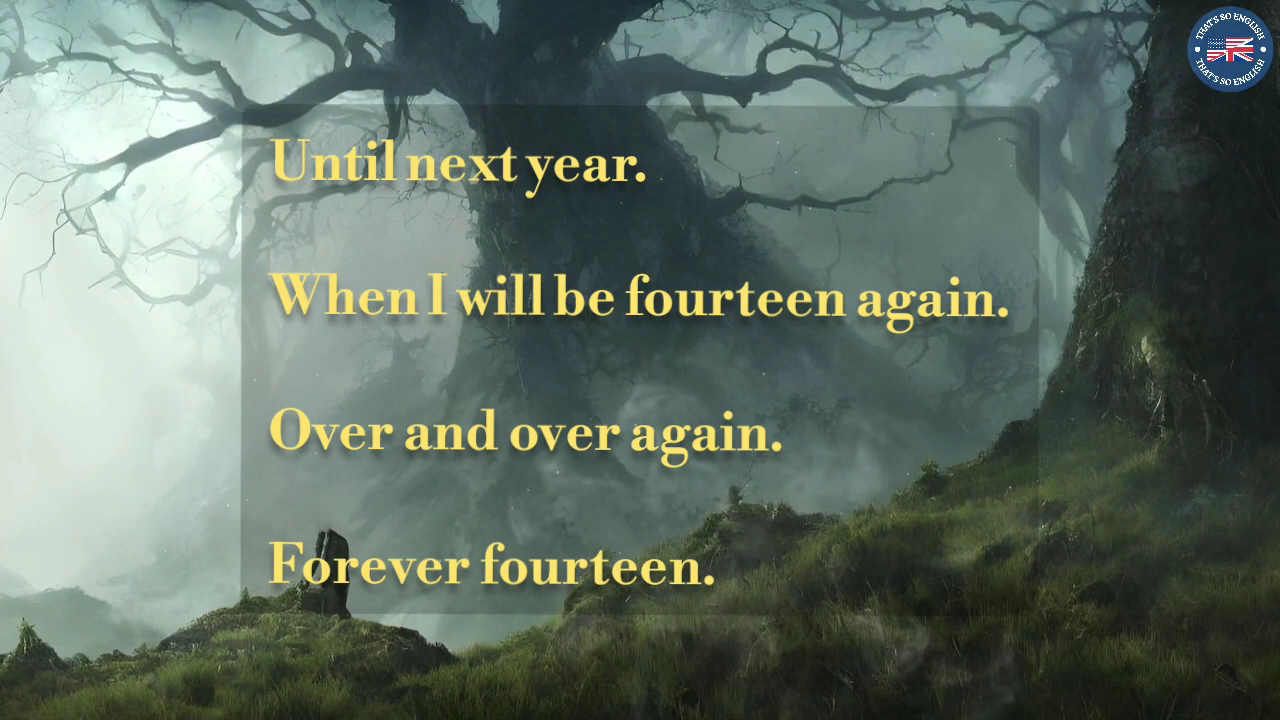 THAT'S SO ENGLISH
THAT'S SO ENGLISH
Until next year.
When I will be fourteen again.
Over and over again.
Forever fourteen.